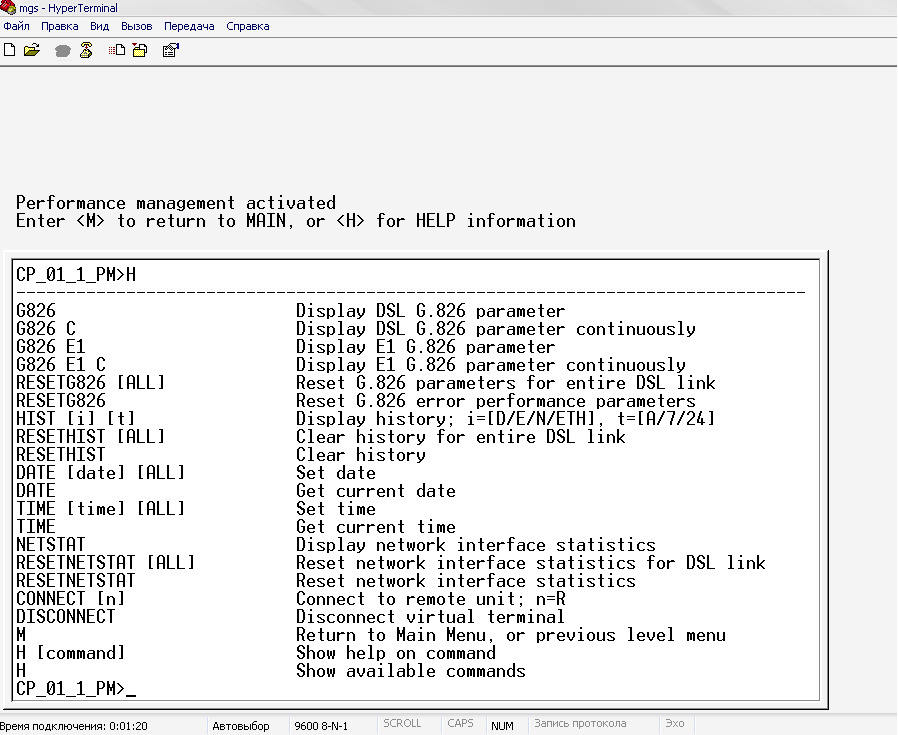 mgs - HyperTerminal
Файл Правка Вид Вызов Передача Справка
Performance management activated
Enter <M> to return to MAIN, or <H> for HELP information
CP_01_1_PM>H
--------------------------------------------------------------------------------
G826 Display DSL G.826 parameter
G826 C Display DSL G.826 parameter continuously
G826 E1 Display E1 G.826 parameter
G826 E1 C Display E1 G.826 parameter continuously
RESETG826 [ALL] Reset G.826 parameters for entire DSL link
RESETG826 Reset G.826 error performance parameters
HIST [i] [t] Display history; i=[D/E/N/ETH], t=[A/7/24]
RESETHIST [ALL] Clear history for entire DSL link
RESETHIST Clear history
DATE [date] [ALL] Set date
DATE Get current date
TIME [time] [ALL] Set time
TIME Get current time
NETSTAT Display network interface statistics
RESETNETSTAT [ALL] Reset network interface statistics for DSL link
RESETNETSTAT Reset network interface statistics
CONNECT [n] Connect to remote unit; n=R
DISCONNECT Disconnect virtual terminal
M Return to Main Menu, or previous level menu
H [command] Show help on command
H Show available commands
CP_01_1_PM>_
Время подключения: 0:01:20 Автовыбор 9600 8-N-1 SCROLL CAPS NUM Запись протокола Эхо